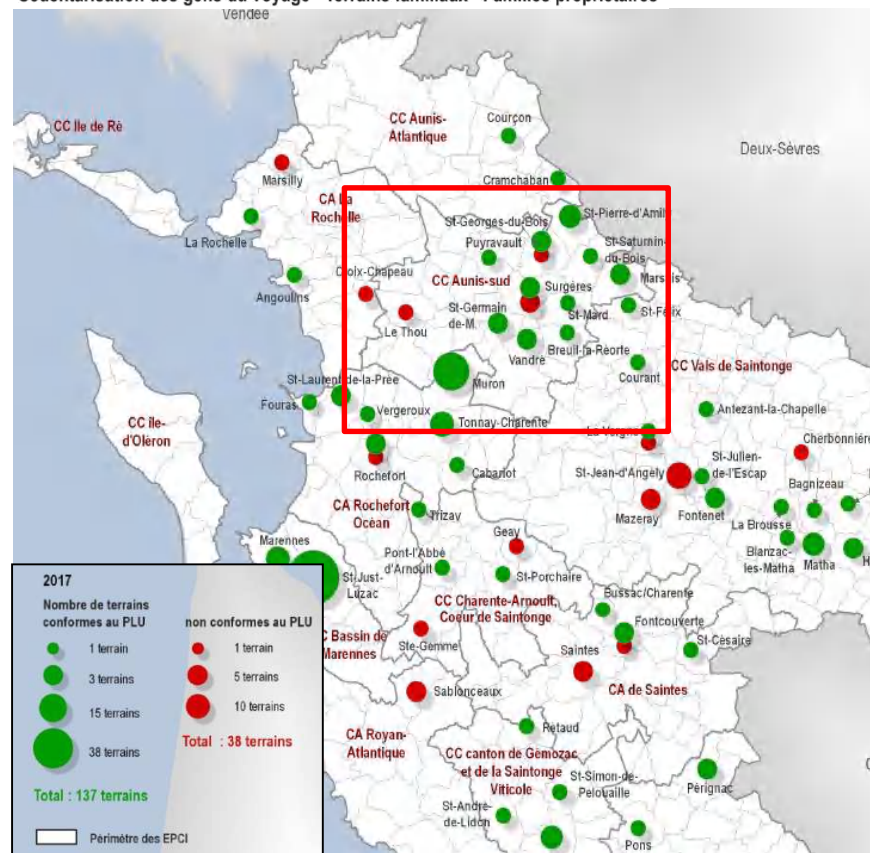 Vendée
CC Ile de Ré
CC Aunis-
Atlantique
Courçon
Deux-Sèvres
Marsilly
Cramchaban
CA La
Rochelle
St-Georges-du-Bois
St-Pierre-d'Amil
La Rochelle
Puyravault
St-Saturnin-
du-Bois
Croix-Chapeau
CC Aunis-sud
Marsais
Angoulins
Surgères
St-Germain
de-M.
St-Mard
St-Félix
Le Thou
Vandré
Breuil-la-Réorte
CC Vals de Saintonge
St-Laurent-de-la-Prée
Muron
Courant
Fouras
Vergeroux
Antezant-la-Chapelle
CC île-
d'Oléron
Tonnay-Charente
La Vergne
Cherbonnière
Rochefort
Cabariot
St-Jean-d'Angely
St-Julien-
de-l'Escap
Bagnizeau
CA Rochefort
Océan
Trizay
Mazeray
Fontenet
La Brousse
Marennes
Geay
Blanzac-
les-Matha
Matha
H
Pont-l'Abbé
d'Arnoult
St-Just-
Luzac
St-Porchaire
Bussac/Charente
CC Charente-Arnoult,
Coeur de Saintonge
Fontcouverte
C Bassin de
Marennes
Ste-Gemme
St-Césaire
Saintes
Sablonceaux
CA de Saintes
CA Royan-
Atlantique
Rétaud
CC canton de Gémozac
et de la Saintonge
Viticole
St-Simon-de-
Pelouaille
Pérignac
St-André-
de-Lidon
Pons
2017
Nombre de terrains
conformes au PLU
non conformes au PLU
1 terrain
1 terrain
3 terrains
5 terrains
15 terrains
10 terrains
38 terrains
Total : 38 terrains
Total : 137 terrains
Périmètre des EPCI